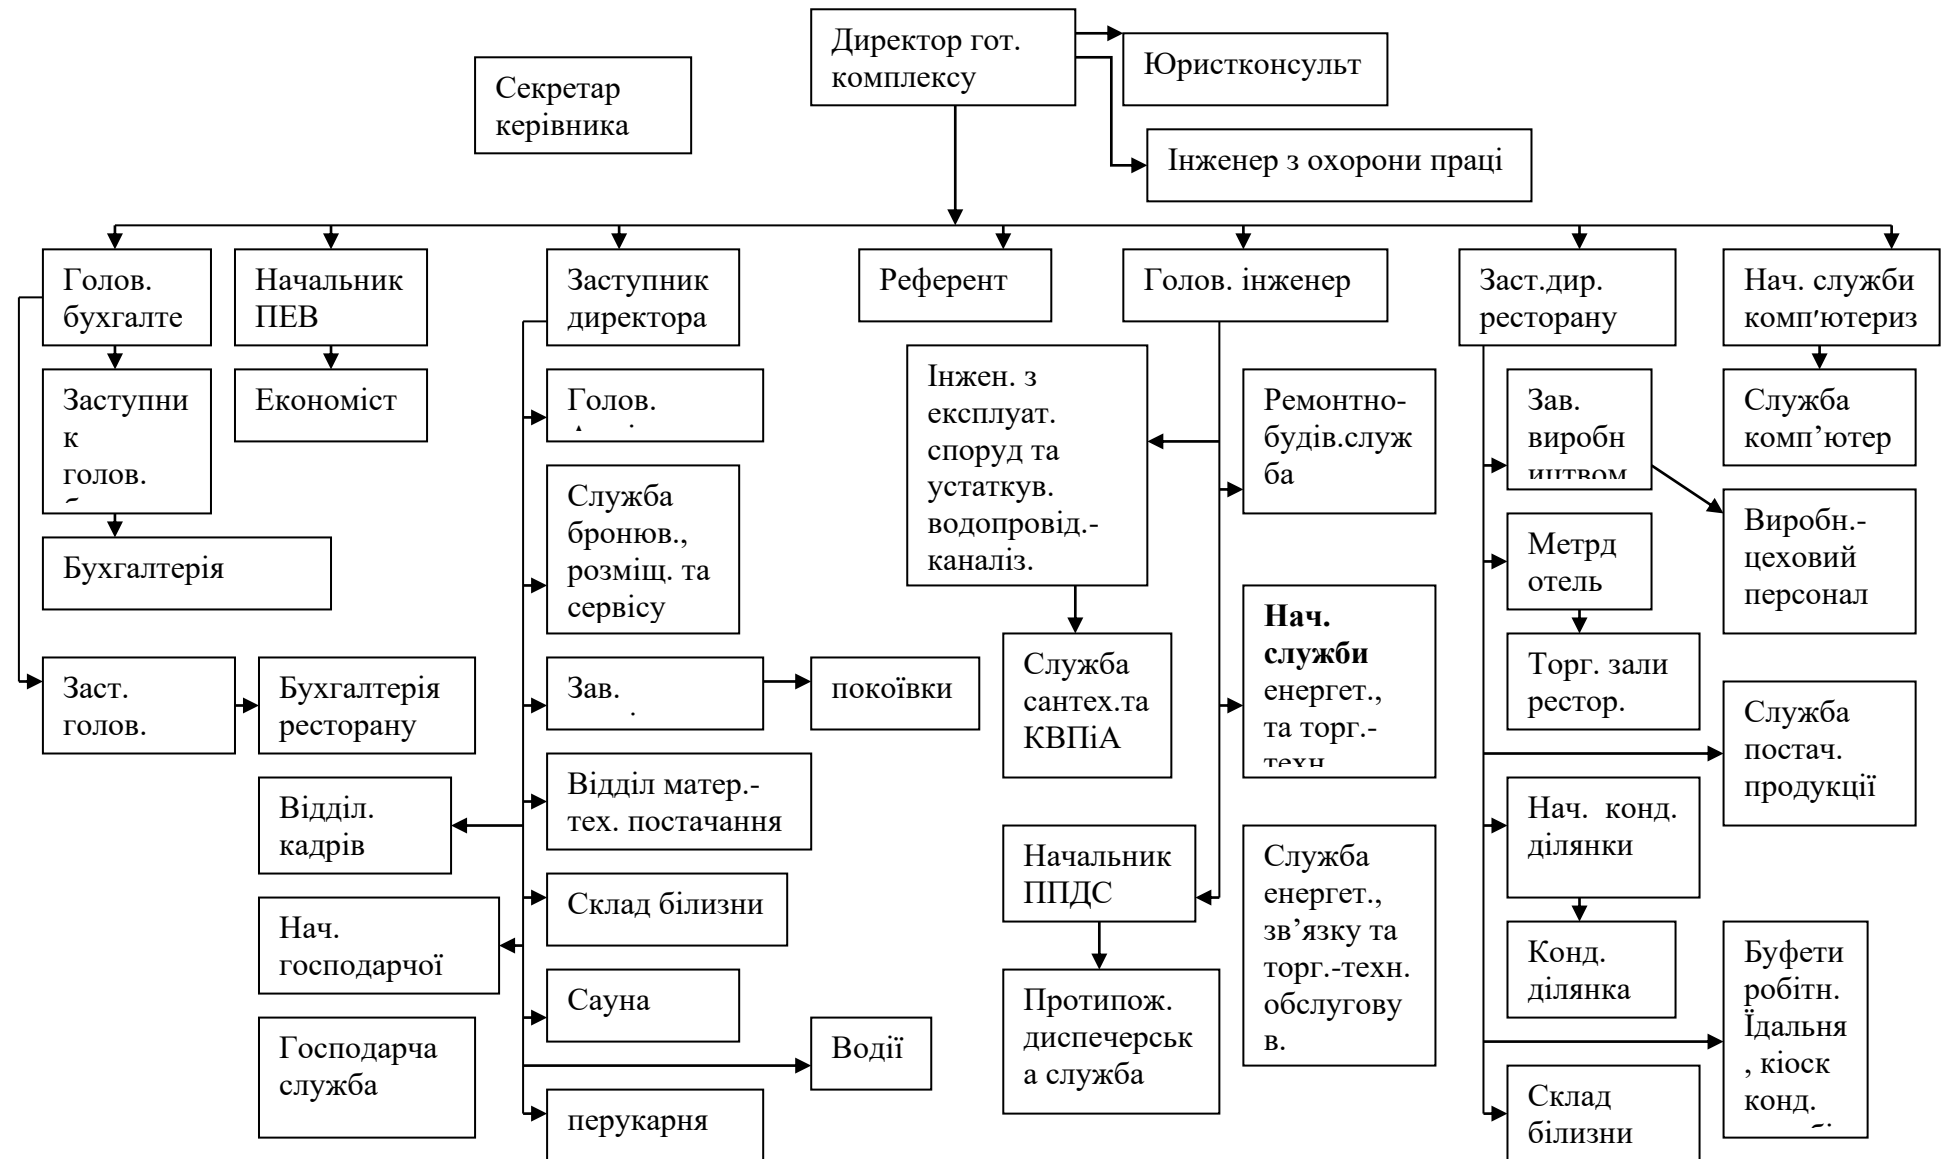 Директор гот.
комплексу
Юристконсульт
Секретар
керівника
Інженер з охорони праці
Голов.
бухгалте
Начальник
ПЕВ
Заступник
директора
Референт
Голов. інженер
Заст.дир.
ресторану
Нач. служби
комп'ютериз
Заступни
к
голов.
Економіст
Голов.
Інжен. з
експлуат.
споруд та
устаткув.
водопровід.-
каналіз.
Ремонтно-
будів.служ
ба
Зав.
виробн
ицтвом
Служба
комп’ютер
Служба
бронюв.,
розміщ. та
сервісу
Виробн.-
цеховий
персонал
Метрд
отель
Бухгалтерія
Нач.
служби
енергет.,
та торг.-
техн
Служба
сантех.та
КВПіА
Торг. зали
рестор.
Заст.
голов.
Бухгалтерія
ресторану
Зав.
покоївки
Служба
постач.
продукції
Відділ.
кадрів
Відділ матер.-
тех. постачання
Нач. конд.
ділянки
Начальник
ППДС
Служба
енергет.,
зв’язку та
торг.-техн.
обслугову
в.
Склад білизни
Нач.
господарчої
Конд.
ділянка
Буфети
робітн.
Їдальня
, кіоск
конд.
Сауна
Протипож.
диспечерськ
а служба
Господарча
служба
Водії
перукарня
Склад
білизни